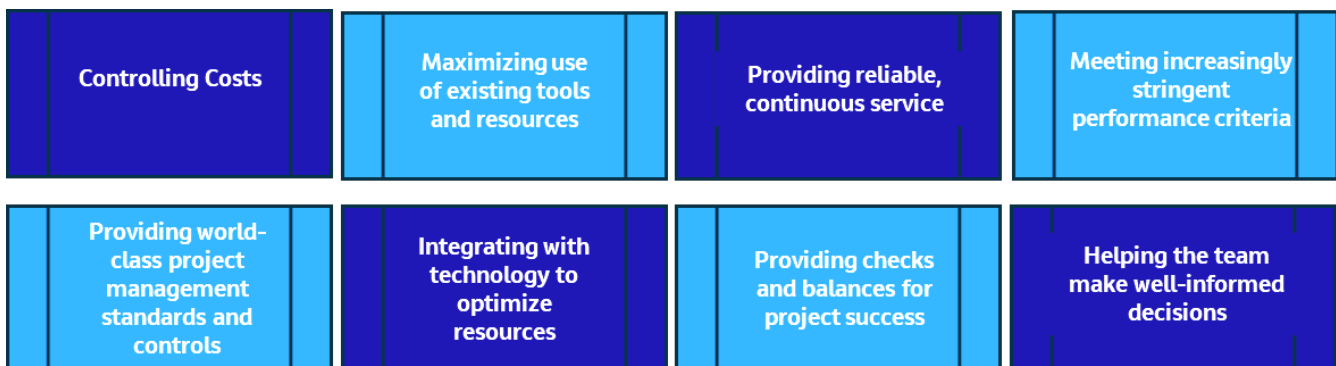 Controlling Costs
Maximizing use
of existing tools
and resources
Providing reliable,
continuous service
Meeting increasingly
stringent
performance criteria
Providing world-
class project
management
standards and
controls
Integrating with
technology to
optimize
resources
Providing checks
and balances for
project success
Helping the team
make well-informed
decisions